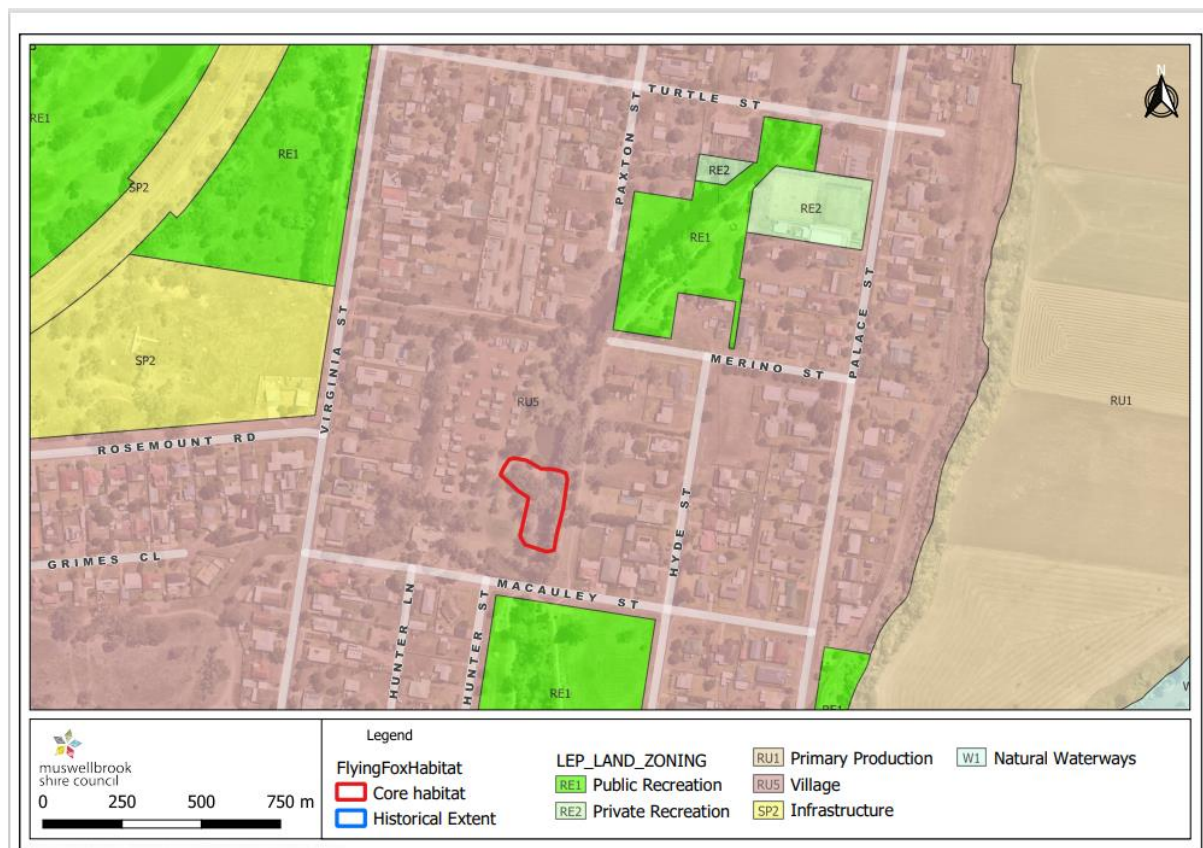 N
TURTLE ST
PAXTON ST
RE1
RE1
SP2
RE2
RE2
RE1
PALACE ST
VIRGINIA ST
SP2
MERINO ST
RU5
RU1
ROSEMOUNT RD
HYDE ST
GRIMES CL
MACAULEY ST
HUNTER LN
HUNTER ST
RE1
RE1
W
muswellbrook
shire council
0 250 500 750 m
Legend
FlyingFoxHabitat
Core habitat
Historical Extent
LEP_LAND_ZONING
RE1 Public Recreation
RE2 Private Recreation
RU1 Primary Production
RU5 Village
SP2 Infrastructure
W1 Natural Waterways